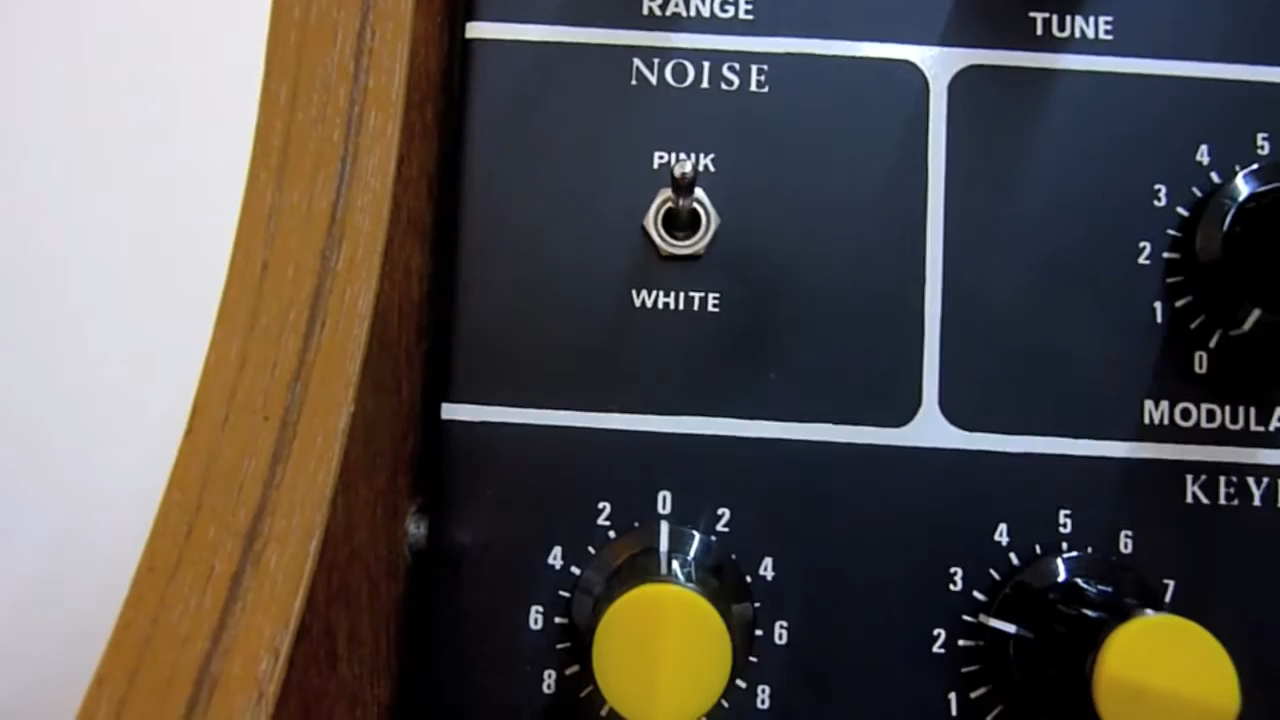 RANGE
TUNE
NOISE
PINK
WHITE
5
4
3
2
1
0
MODULA
KEY
0
2 2
4 4
6 6
8 8
5
4 6
3 7
2
1